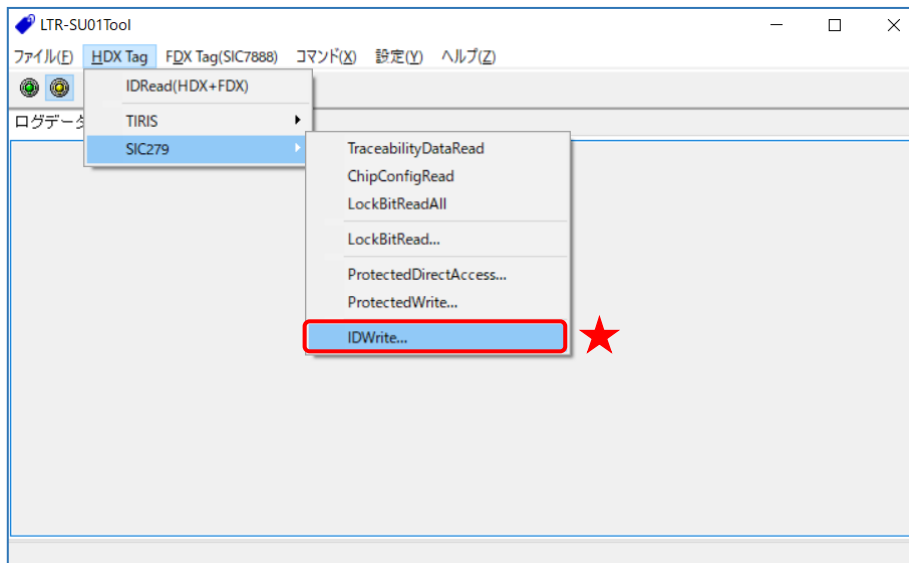 LTR-SU01Tool
ファイル(F) HDX Tag FDX Tag(SIC7888) コマンド(X) 設定(Y) ヘルプ(Z)
IDRead(HDX+FDX)
ログデータ
TIRIS
SIC279
TraceabilityDataRead
ChipConfigRead
LockBitReadAll
LockBitRead...
ProtectedDirectAccess...
ProtectedWrite...
IDWrite...